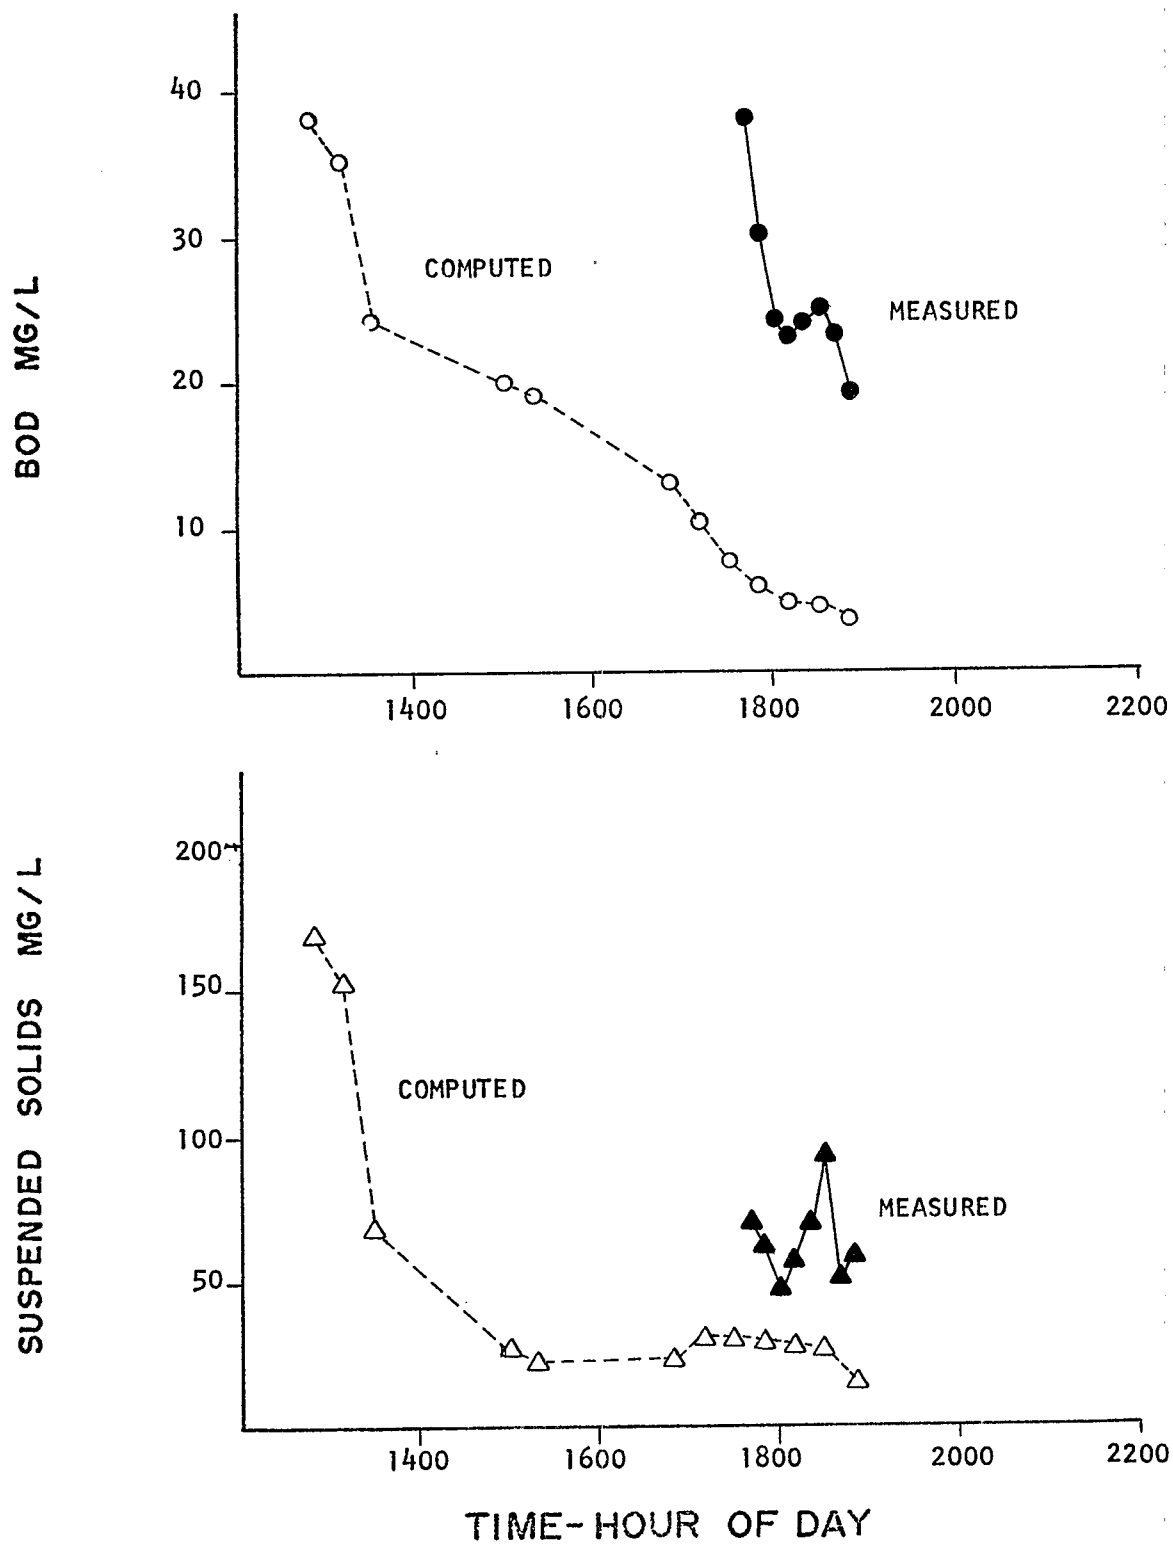 BOD MG/L
40
30
20
10
COMPUTED
MEASURED
1400 1600 1800 2000 2200
SUSPENDED SOLIDS MG/L
200
150
100
50
COMPUTED
MEASURED
1400 1600 1800 2000 2200
TIME-HOUR OF DAY